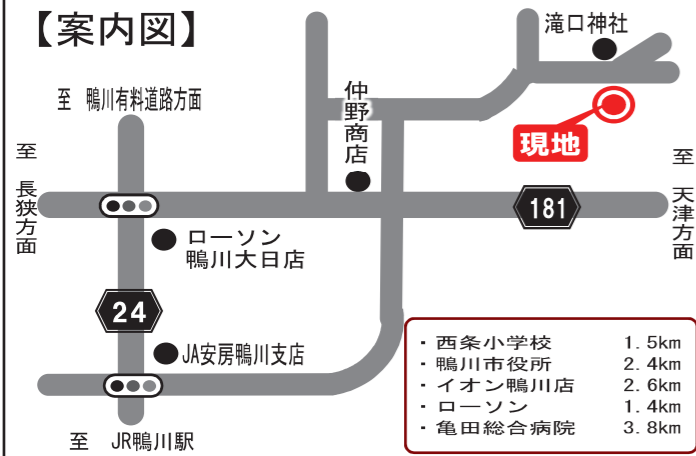 【案内図】
滝口神社
至 鴨川有料道路方面
仲野商店
現地
至 長狭方面
至 天津方面
181
ローソン
鴨川大日店
24
JA安房鴨川支店
・西条小学校 1.5km
・鴨川市役所 2.4km
・イオン鴨川店 2.6km
・ローソン 1.4km
・亀田総合病院 3.8km
至 JR鴨川駅